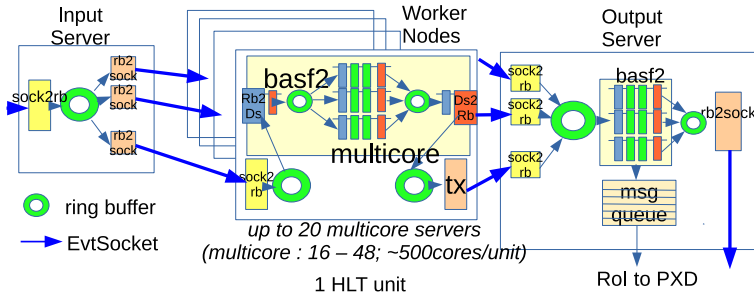 Input
Server
Worker
Nodes
Output
Server
sock2rb
rb2
sock
rb2
sock
rb2
sock
basf2
Rb2
Ds
Ds2
Rb
multicore
sock2
rb
tx
sock2
rb
sock2
rb
sock2
rb
basf2
rb2sock
msg
queue
ring buffer
EvtSocket
up to 20 multicore servers
(multicore : 16 – 48; ~500cores/unit)
1 HLT unit
RoI to PXD